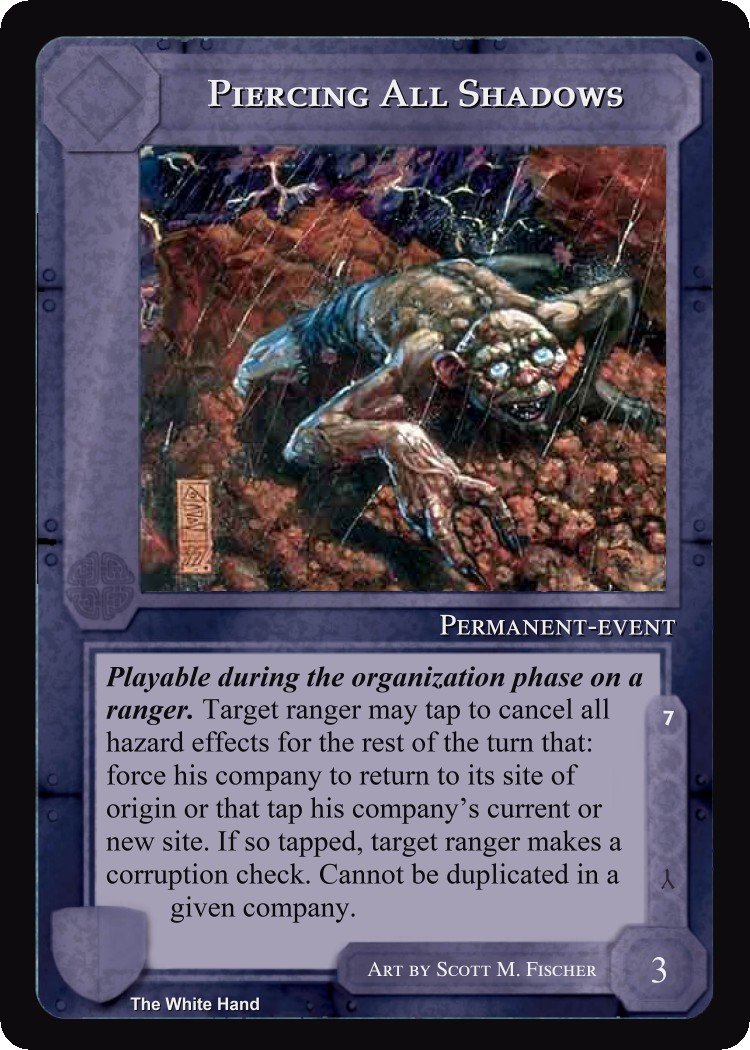 Piercing All Shadows
Permanent-event
Playable during the organization phase on a
ranger. Target ranger may tap to cancel all
hazard effects for the rest of the turn that:
force his company to return to its site of
origin or that tap his company’s current or
new site. If so tapped, target ranger makes a
corruption check. Cannot be duplicated in a
given company.
7
Art by Scott M. Fischer
3
The White Hand